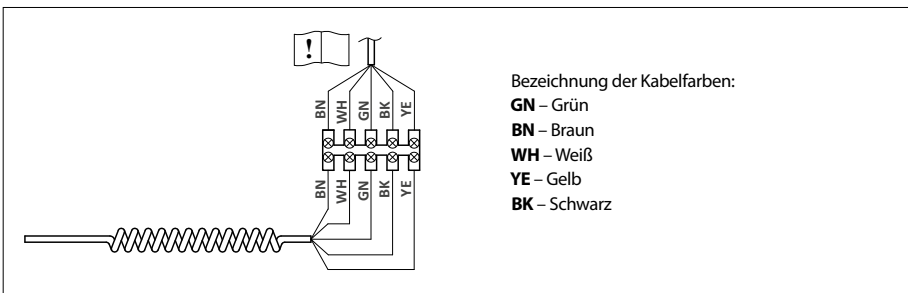 !
BN WH GN BK YE
BN WH GN BK YE
Bezeichnung der Kabelfarben:
GN – Grün
BN – Braun
WH – Weiß
YE – Gelb
BK – Schwarz